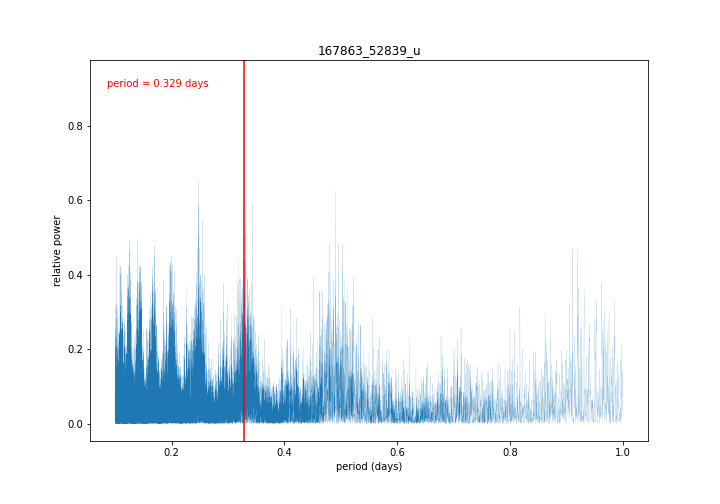 167863_52839_u
period = 0.329 days
relative power
0.8
0.6
0.4
0.2
0.0
0.2 0.4 0.6 0.8 1.0
period (days)